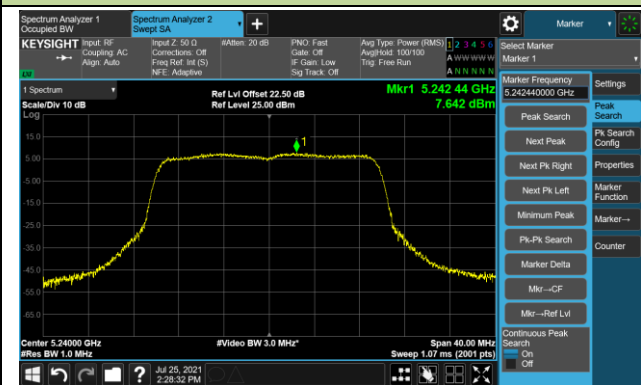 Spectrum Analyzer 1
Occupied BW
Spectrum Analyzer 2
Swept SA
Marker
KEYSIGHT
Input: RF
Coupling: AC
Align: Auto
Input Z: 50 Ω
Corrections: Off
Freq Ref: Int (S)
NFE: Adaptive
#Atten: 20 dB
PNO: Fast
Gate: Off
IF Gain: Low
Sig Track: Off
Avg Type: Power (RMS)
Avg|Hold: 100/100
Trig: Free Run
1 2 3 4 5 6
A W W W W W
A N N N N N
Select Marker
Marker 1
1 Spectrum
Scale/Div 10 dB
Log
Ref Lvl Offset 22.50 dB
Ref Level 25.00 dBm
Mkr1 5.242 44 GHz
7.642 dBm
15.0
5.00
-5.00
-15.0
-25.0
-35.0
-45.0
-55.0
-65.0
1
Center 5.24000 GHz
#Res BW 1.0 MHz
#Video BW 3.0 MHz*
Span 40.00 MHz
Sweep 1.07 ms (2001 pts)
Marker Frequency
5.242440000 GHz
Peak Search
Next Peak
Next Pk Right
Next Pk Left
Minimum Peak
Pk-Pk Search
Marker Delta
Mkr→CF
Mkr→Ref Lvl
Continuous Peak
Search
On
Off
Settings
Peak
Search
Pk Search
Config
Properties
Marker
Function
Marker→
Counter
?
Jul 25, 2021
2:28:32 PM